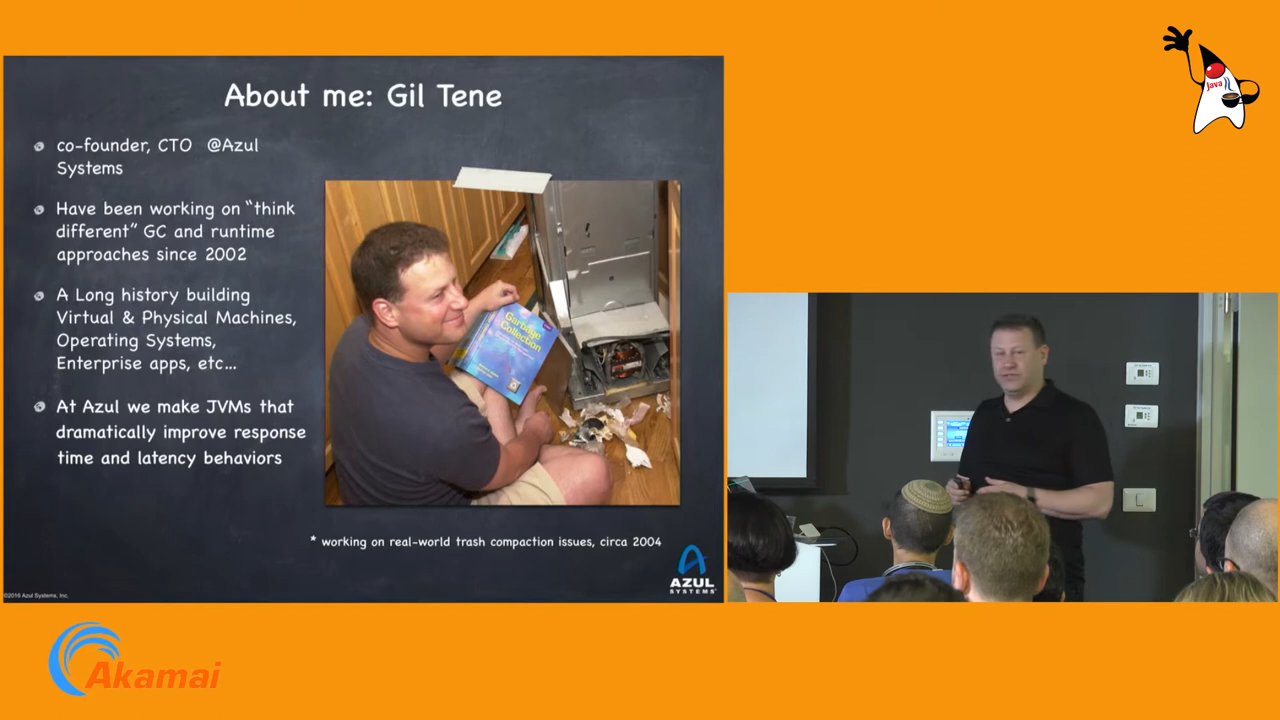 About me: Gil Tene
co-founder, CTO @Azul
Systems
Have been working on “think
different” GC and runtime
approaches since 2002
A Long history building
Virtual & Physical Machines,
Operating Systems,
Enterprise apps, etc…
At Azul we make JVMs that
dramatically improve response
time and latency behaviors
Garbage
Collection
* working on real-world trash compaction issues, circa 2004
AZUL
SYSTEMS
©2016 Azul Systems, Inc.
Java
Akamai